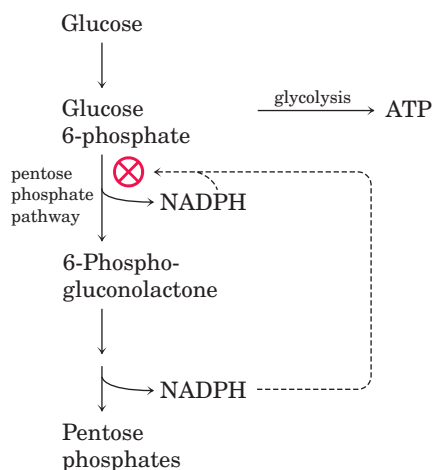 Glucose
Glucose
6-phosphate
glycolysis
ATP
pentose
phosphate
pathway
NADPH
6-Phospho-
gluconolactone
NADPH
Pentose
phosphates